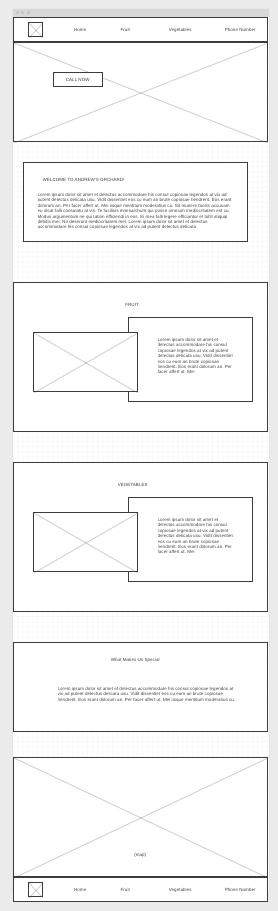 Home Fruit Vegetables Phone Number
CALL NOW
WELCOME TO ANDREW'S ORCHARD!
Lorem ipsum dolor sit amet et delectus accommodare his consul copiosae legendos at vix ad
putent delectus delicata usu. Vidit dissentiet eos cu eum an brute copiosae hendrerit. Eos erant
dolorum an. Per facer affert ut. Mei iisque mentitum moderatius cu. Sit munere facilis accusam
eu dicat falli consulatu at vis. Te facilisis mnesarchum qui posse omnium mediocritatem est cu.
Modus argumentum ne qui tation efficiendi in eos. Ei mea falli legere efficiantur et tollit aliquip
debitis mei. No deserunt mediocritatem mel. Lorem ipsum dolor sit amet et delectus
accommodare his consul copiosae legendos at vix ad putent delectus delicata
FRUIT
Lorem ipsum dolor sit amet et
delectus accommodare his consul
copiosae legendos at vix ad putent
delectus delicata usu. Vidit dissentiet
eos cu eum an brute copiosae
hendrerit. Eos erant dolorum an. Per
facer affert ut. Mei
VEGETABLES
Lorem ipsum dolor sit amet et
delectus accommodare his consul
copiosae legendos at vix ad putent
delectus delicata usu. Vidit dissentiet
eos cu eum an brute copiosae
hendrerit. Eos erant dolorum an. Per
facer affert ut. Mei
What Makes Us Special
Lorem ipsum dolor sit amet et delectus accommodare his consul copiosae legendos at
vix ad putent delectus delicata usu. Vidit dissentiet eos cu eum an brute copiosae
hendrerit. Eos erant dolorum an. Per facer affert ut. Mei iisque mentitum moderatius cu.
(map)
Home Fruit Vegetables Phone Number